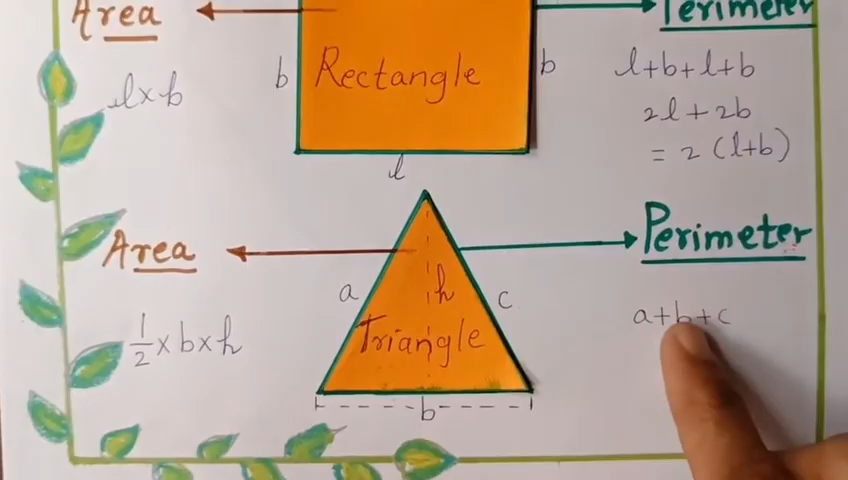 Area
Perimeter
b
Rectangle
b
l×b
l+b+l+b
2l+2b
= 2 (l+b)
l
Area
Perimeter
a
h
c
1/2 × b × h
Triangle
a+b+c
b